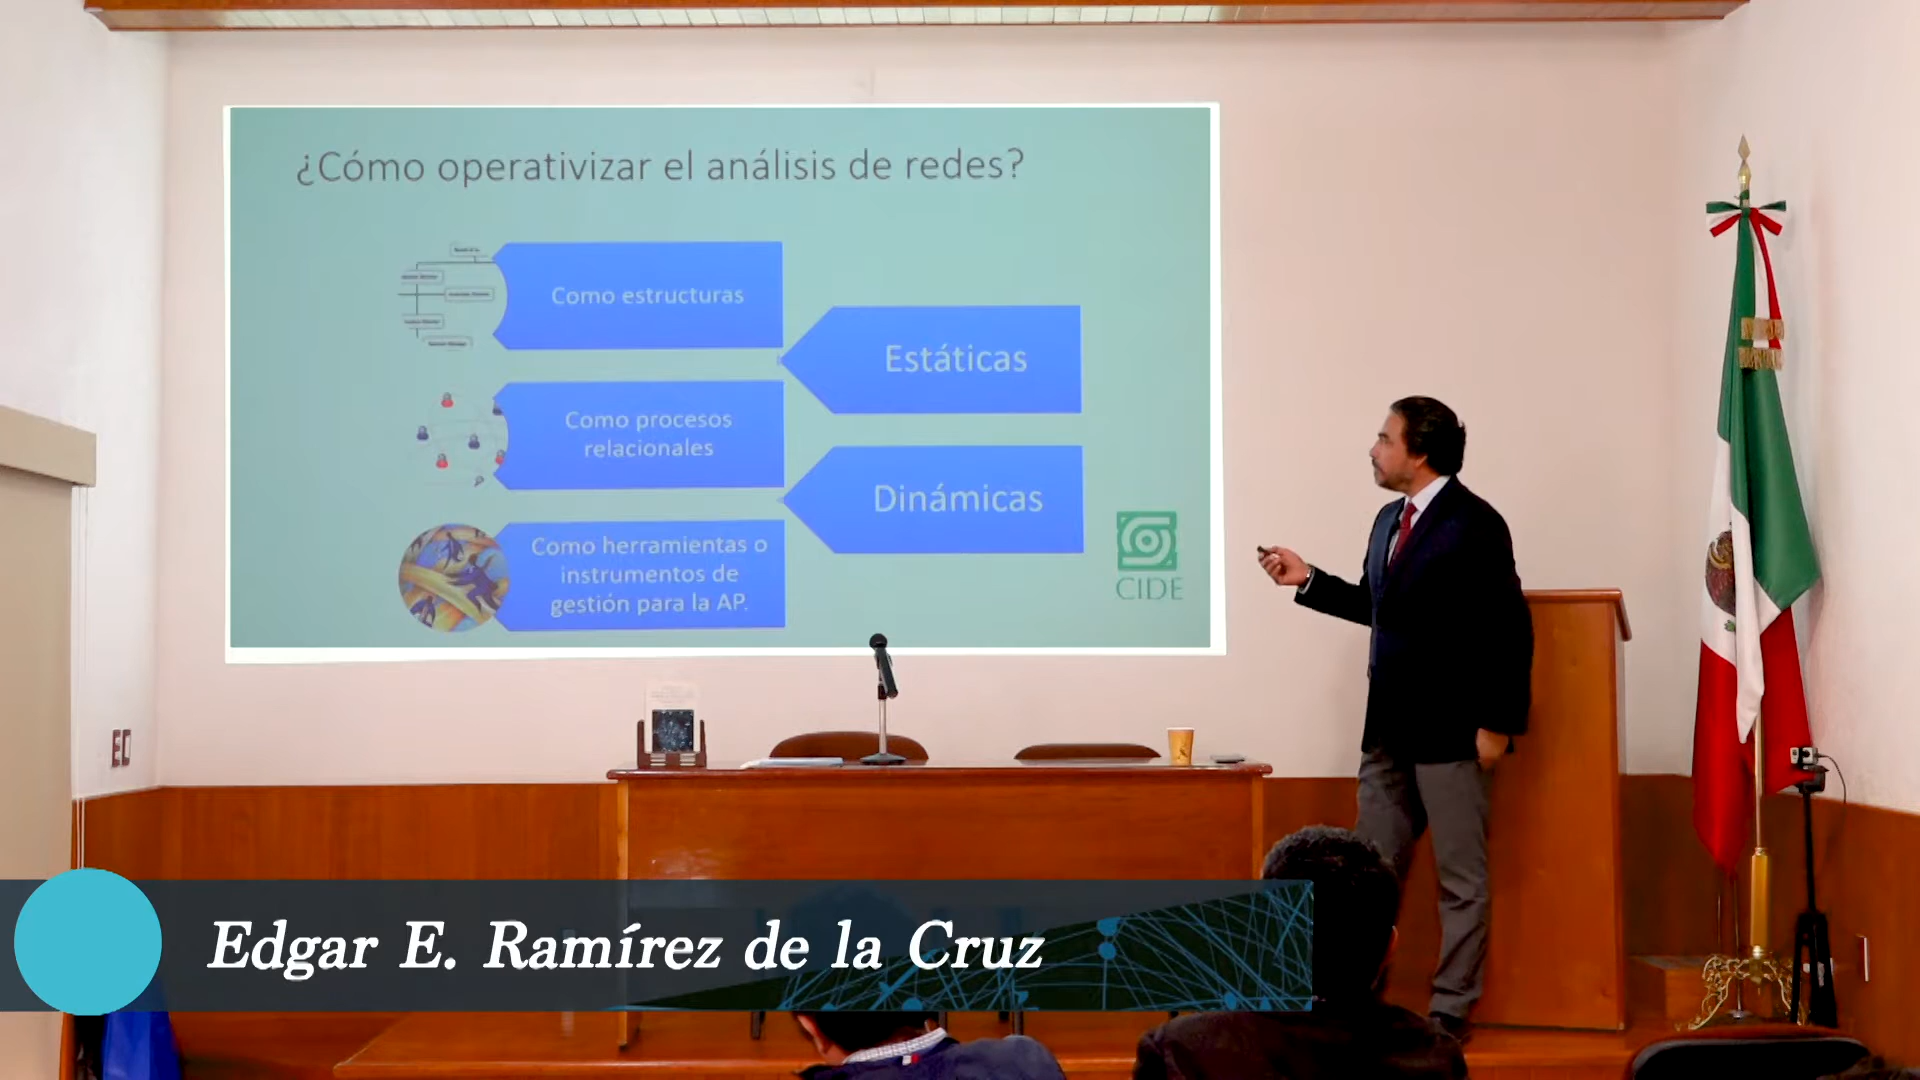 ¿Cómo operativizar el análisis de redes?
Como estructuras
Estáticas
Como procesos
relacionales
Dinámicas
Como herramientas o
instrumentos de
gestión para la AP.
CIDE
Edgar E. Ramírez de la Cruz